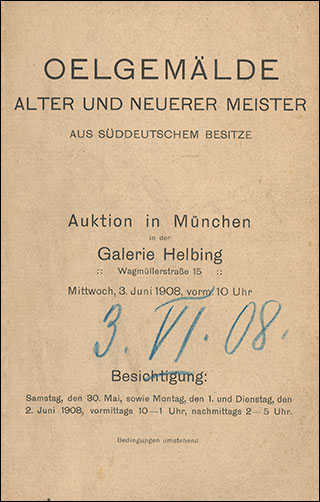 OELGEMÄLDE
ALTER UND NEUERER MEISTER
AUS SÜDDEUTSCHEM BESITZE
Auktion in München
in der
Galerie Helbing
:: Wagmüllerstraße 15 ::
Mittwoch, 3. Juni 1908, vorm. 10 Uhr
3. VI. 08.
Besichtigung:
Samstag, den 30. Mai, sowie Montag, den 1. und Dienstag, den
2. Juni 1908, vormittags 10—1 Uhr, nachmittags 2—5 Uhr.
Bedingungen umstehend.